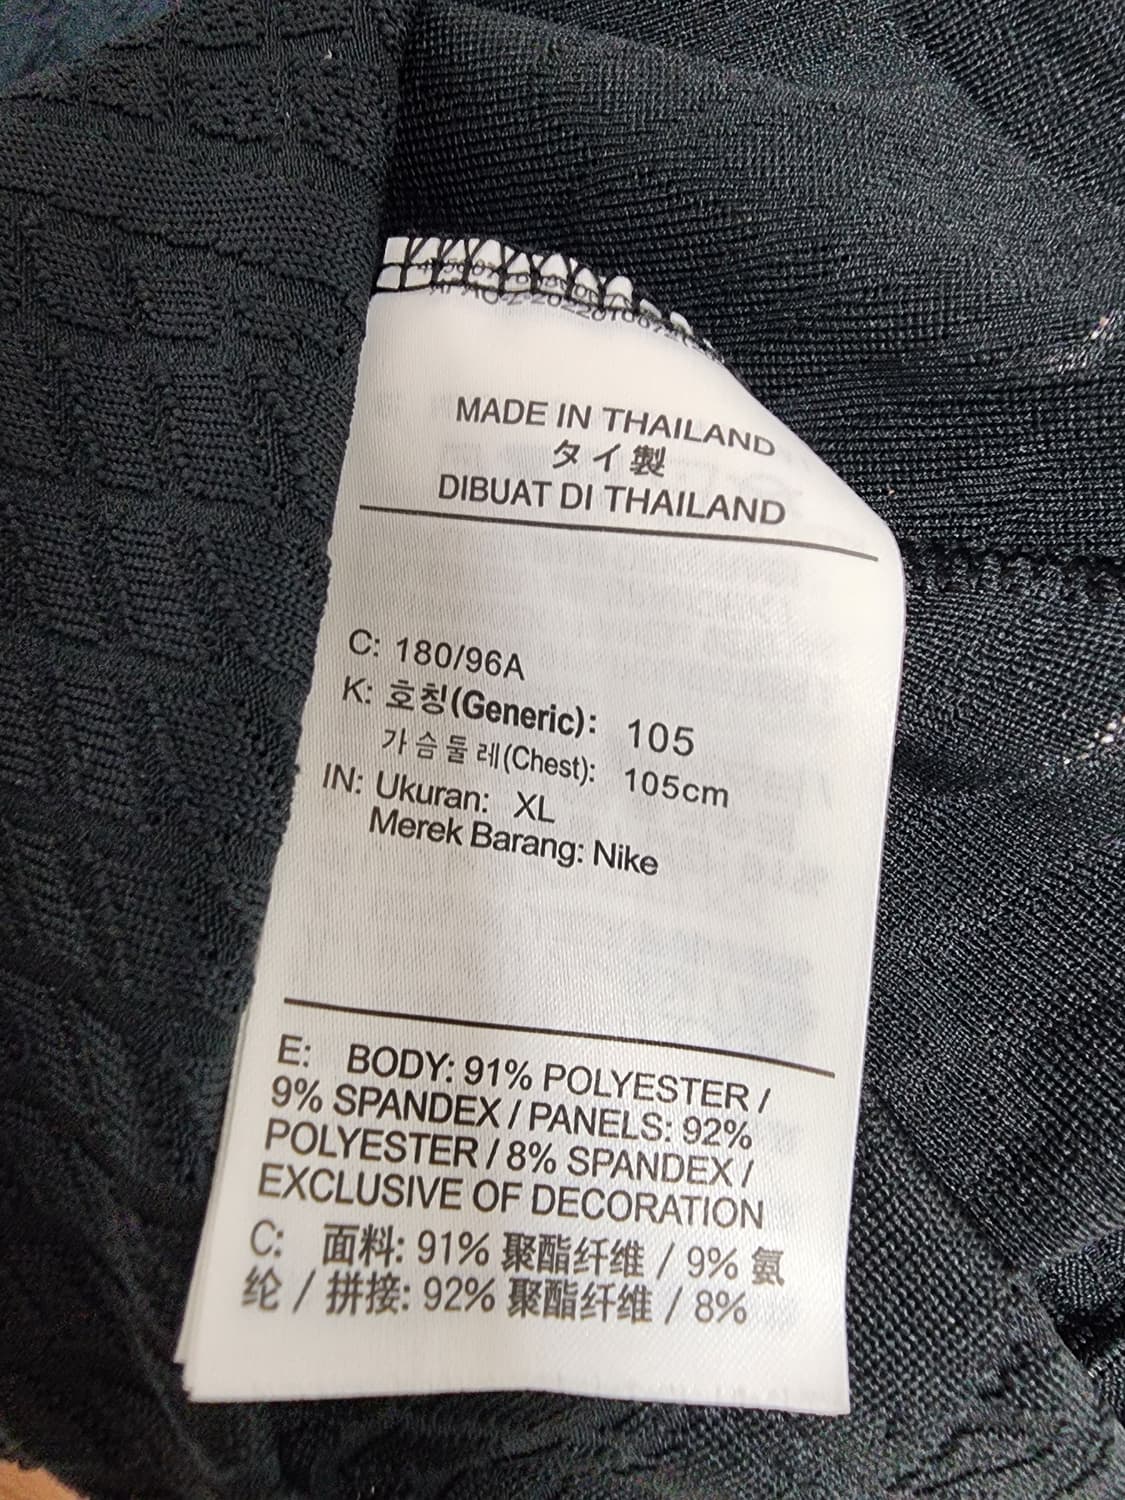 MADE IN THAILAND
タイ製
DIBUAT DI THAILAND
C: 180/96A
K: 호칭(Generic): 105
가슴둘레(Chest): 105cm
IN: Ukuran: XL
Merek Barang: Nike
E: BODY: 91% POLYESTER /
9% SPANDEX / PANELS: 92%
POLYESTER / 8% SPANDEX /
EXCLUSIVE OF DECORATION
C: 面料: 91% 聚酯纤维 / 9% 氨
纶 / 拼接: 92% 聚酯纤维 / 8%